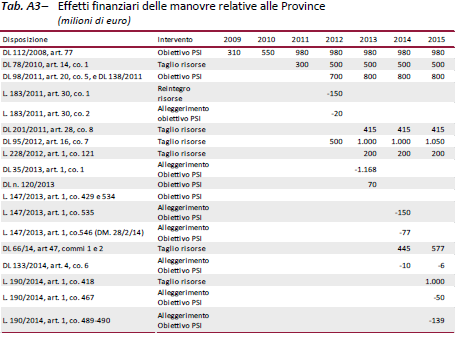 Tab. A3– Effetti finanziari delle manovre relative alle Province
(milioni di euro)
Disposizione Intervento 2009 2010 2011 2012 2013 2014 2015
DL 112/2008, art. 77 Obiettivo PSI 310 550 980 980 980 980 980
DL 78/2010, art. 14, co. 1 Taglio risorse 300 500 500 500 500
DL 98/2011, art. 20, co. 5, e DL 138/2011 Obiettivo PSI 700 800 800 800
L. 183/2011, art. 30, co. 1 Reintegro risorse -150
L. 183/2011, art. 30, co. 2 Alleggerimento obiettivo PSI -20
DL 201/2011, art. 28, co. 8 Taglio risorse 415 415 415
DL 95/2012, art. 16, co. 7 Taglio risorse 500 1.000 1.000 1.050
L. 228/2012, art. 1, co. 121 Taglio risorse 200 200 200
DL 35/2013, art. 1, co. 1 Alleggerimento Obiettivo PSI -1.168
DL n. 120/2013 Obiettivo PSI 70
L. 147/2013, art. 1, co. 429 e 534 Obiettivo PSI
L. 147/2013, art. 1, co. 535 Alleggerimento Obiettivo PSI -150
L. 147/2013, art. 1, co.546 (DM. 28/2/14) Alleggerimento Obiettivo PSI -77
DL 66/14, art 47, commi 1 e 2 Taglio risorse 445 577
DL 133/2014, art. 4, co. 6 Alleggerimento Obiettivo PSI -10 -6
L. 190/2014, art. 1, co. 418 Taglio risorse 1.000
L. 190/2014, art. 1, co. 467 Alleggerimento Obiettivo PSI -50
L. 190/2014, art. 1, co. 489-490 Alleggerimento Obiettivo PSI -139